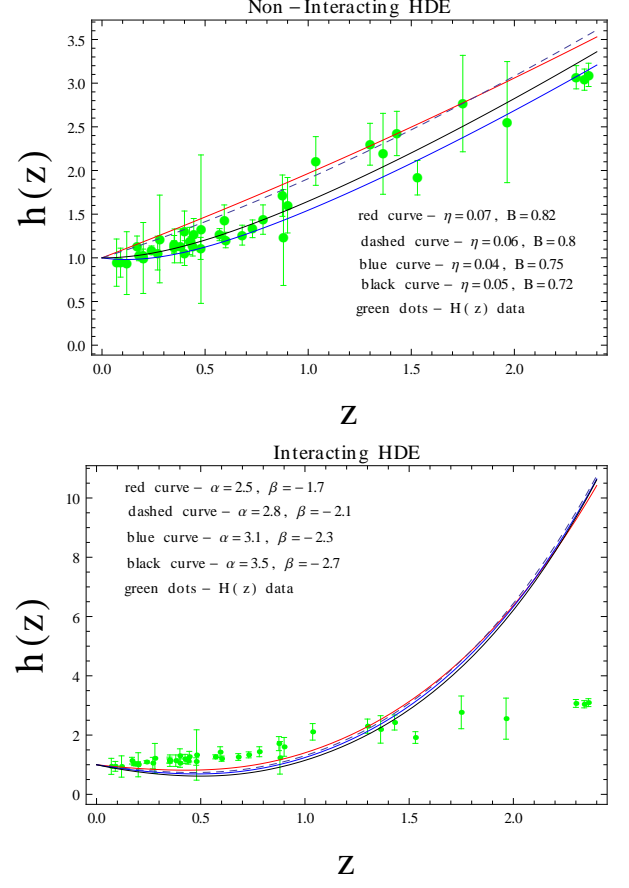 Non – Interacting HDE
3.5
3.0
2.5
2.0
1.5
1.0
0.5
0.0
h(z)
red curve – η = 0.07, B = 0.82
dashed curve – η = 0.06, B = 0.8
blue curve – η = 0.04, B = 0.75
black curve – η = 0.05, B = 0.72
green dots – H(z) data
0.0 0.5 1.0 1.5 2.0
z
Interacting HDE
10
8
6
4
2
0
h(z)
red curve – α = 2.5, β = – 1.7
dashed curve – α = 2.8, β = – 2.1
blue curve – α = 3.1, β = – 2.3
black curve – α = 3.5, β = – 2.7
green dots – H(z) data
0.0 0.5 1.0 1.5 2.0
z